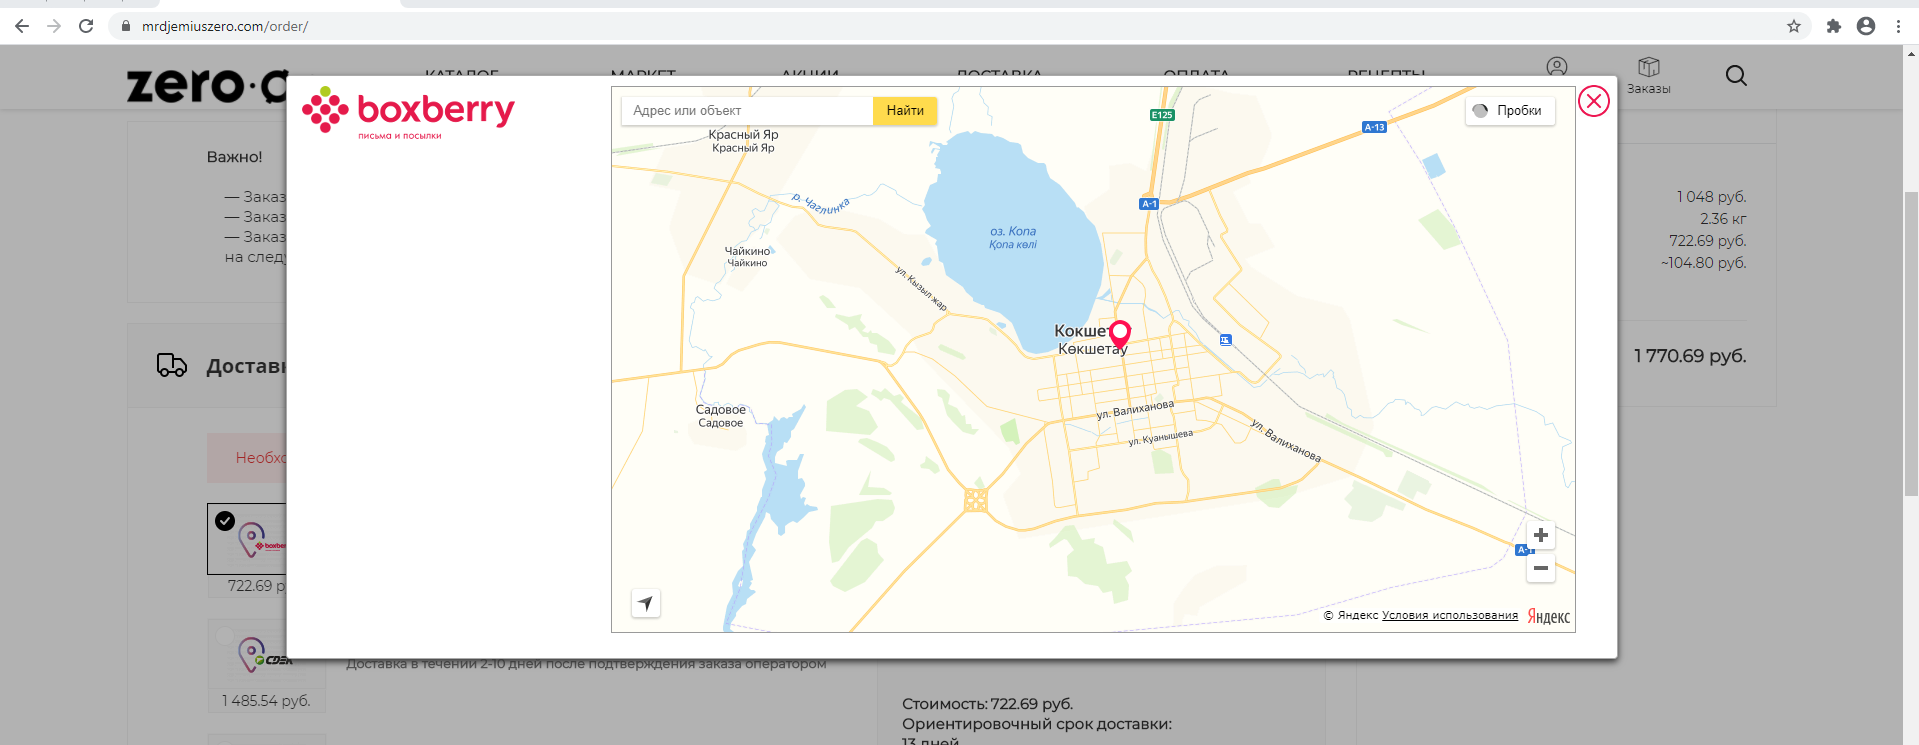 mrdjemiuszero.com/order/
zero
КАТАЛОГ
МАРКЕТ
АКЦИИ
ДОСТАВКА
ОПЛАТА
РЕЦЕПТЫ
Заказы
boxberry
письма и посылки
Адрес или объект
Найти
Пробки
Важно!
— Заказ
— Заказ
— Заказ
на след
1 048 руб.
2.36 кг
722.69 руб.
~104.80 руб.
1 770.69 руб.
Красный Яр
Красный Яр
E125
A-13
A-1
р. Чаглинка
оз. Копа
Қопа көлі
Чайкино
Чайкино
ул. Кызыл жар
Кокшет
Көкшетау
Садовое
Садовое
ул. Валиханова
ул. Куанышева
ул. Валиханова
A-1
© Яндекс Условия использования
Яндекс
Достав
Необхо
boxberry
722.69 р
CDEK
1 485.54 руб.
Доставка в течении 2-10 дней после подтверждения заказа оператором
Стоимость: 722.69 руб.
Ориентировочный срок доставки:
13 дней